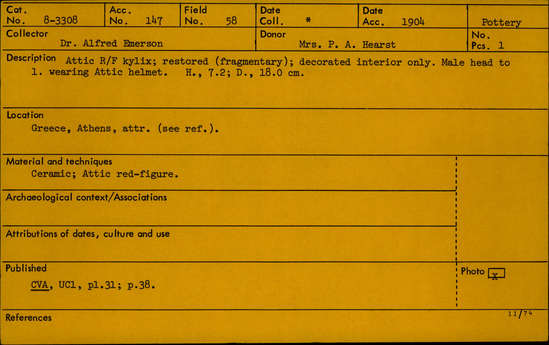 Cat. No. 8-3308 Acc. No. 147 Field No. 58 Date Coll. * Date Acc. 1904 Pottery
Collector Dr. Alfred Emerson Donor Mrs. P. A. Hearst No. Pcs. 1
Description Attic R/F kylix; restored (fragmentary); decorated interior only. Male head to
l. wearing Attic helmet. H., 7.2; D., 18.0 cm.
Location
Greece, Athens, attr. (see ref.).
Material and techniques
Ceramic; Attic red-figure.
Archaeological context/Associations
Attributions of dates, culture and use
Published Photo x
CVA, UC1, pl.31; p.38.
References 11/74